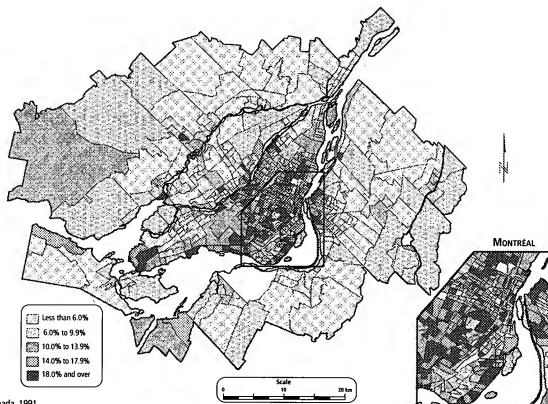 MONTRÉAL
Less than 6.0%
6.0% to 9.9%
10.0% to 13.9%
14.0% to 17.9%
18.0% and over
Scale
0 10 20 km
nada, 1991